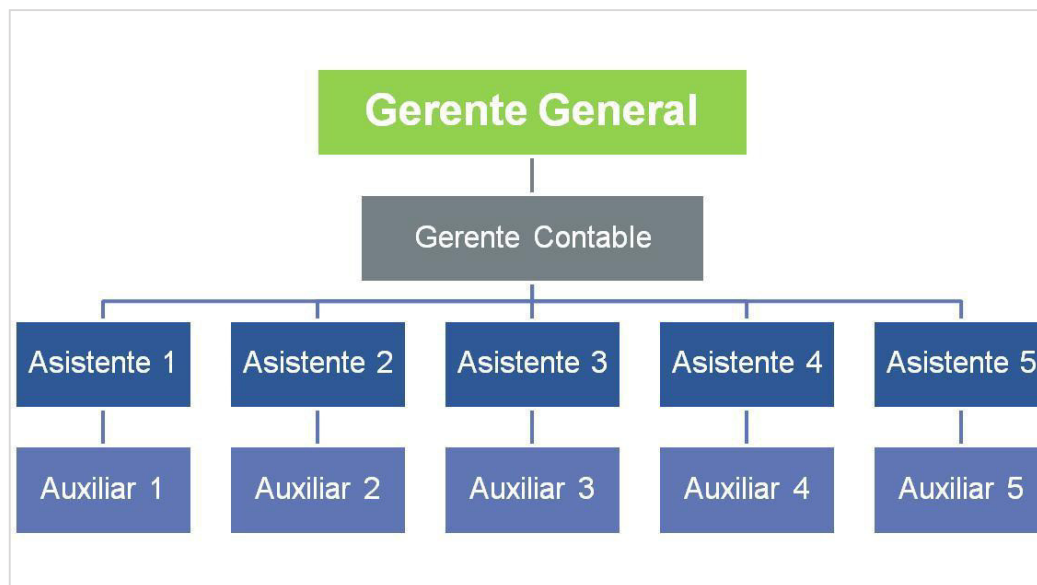 Gerente General
Gerente Contable
Asistente 1
Asistente 2
Asistente 3
Asistente 4
Asistente 5
Auxiliar 1
Auxiliar 2
Auxiliar 3
Auxiliar 4
Auxiliar 5